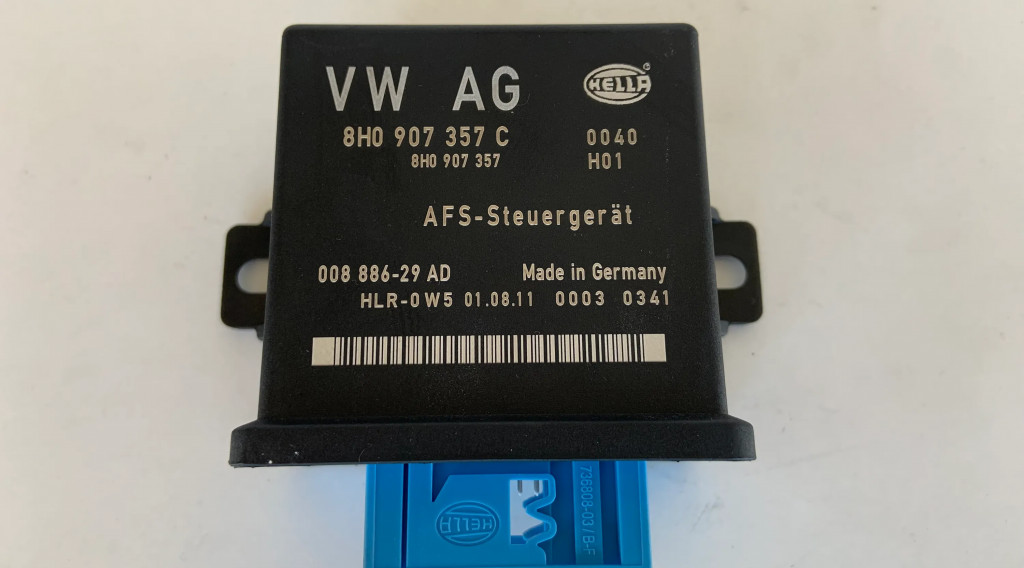 VW AG
HELLA ®
8H0 907 357 C 0040
8H0 907 357 H01
AFS-Steuergerät
008 886-29 AD Made in Germany
HLR-0W5 01.08.11 0003 0341
HELLA
736808-03 / B-F